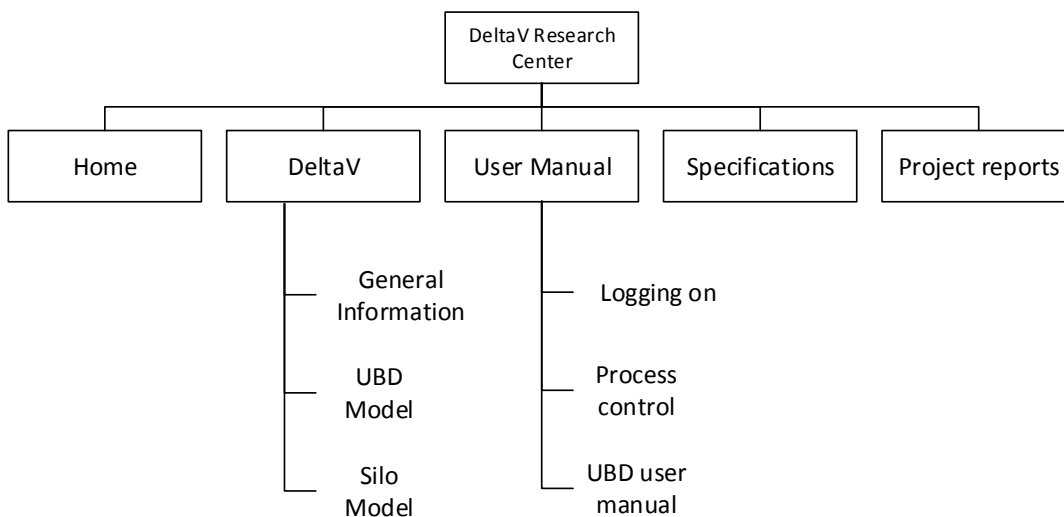 DeltaV Research
Center
Home
DeltaV
User Manual
Specifications
Project reports
General
Information
UBD
Model
Silo
Model
Logging on
Process
control
UBD user
manual